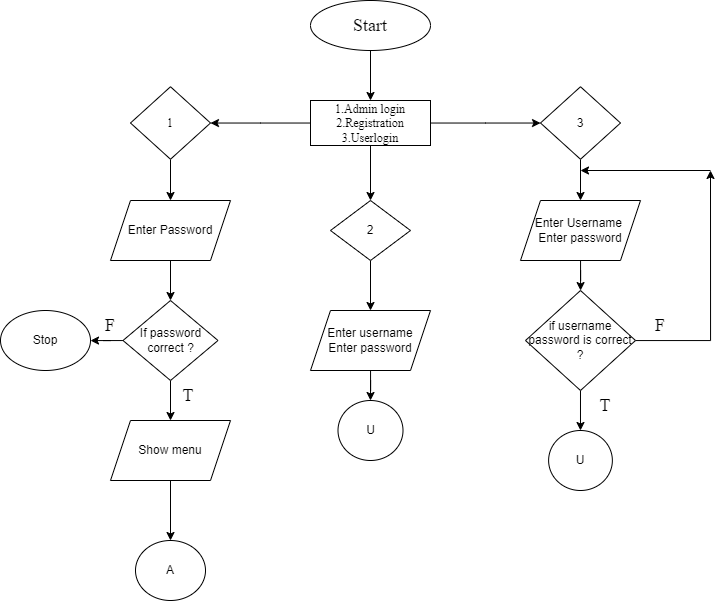 Start
1.Admin login
2.Registration
3.Userlogin
1
3
Enter Password
2
Enter Username
Enter password
Stop
F
If password
correct ?
Enter username
Enter password
if username
password is correct
?
F
T
T
Show menu
U
U
A